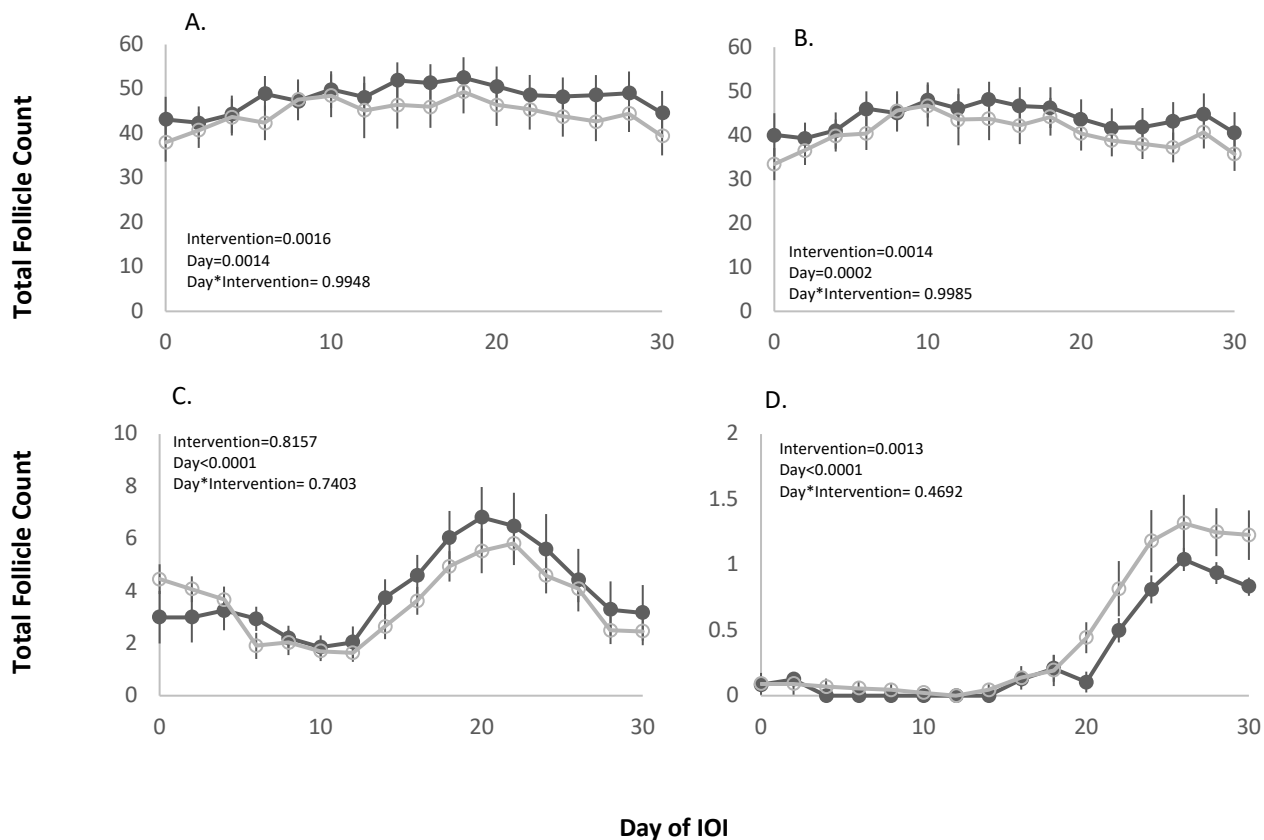 A.
Total Follicle Count
60
50
40
30
20
10
0
Intervention=0.0016
Day=0.0014
Day*Intervention= 0.9948
0 10 20 30
B.
60
50
40
30
20
10
0
Intervention=0.0014
Day=0.0002
Day*Intervention= 0.9985
0 10 20 30
C.
Total Follicle Count
10
8
6
4
2
0
Intervention=0.8157
Day<0.0001
Day*Intervention= 0.7403
0 10 20 30
D.
2
1.5
1
0.5
0
Intervention=0.0013
Day<0.0001
Day*Intervention= 0.4692
0 10 20 30
Day of IOI